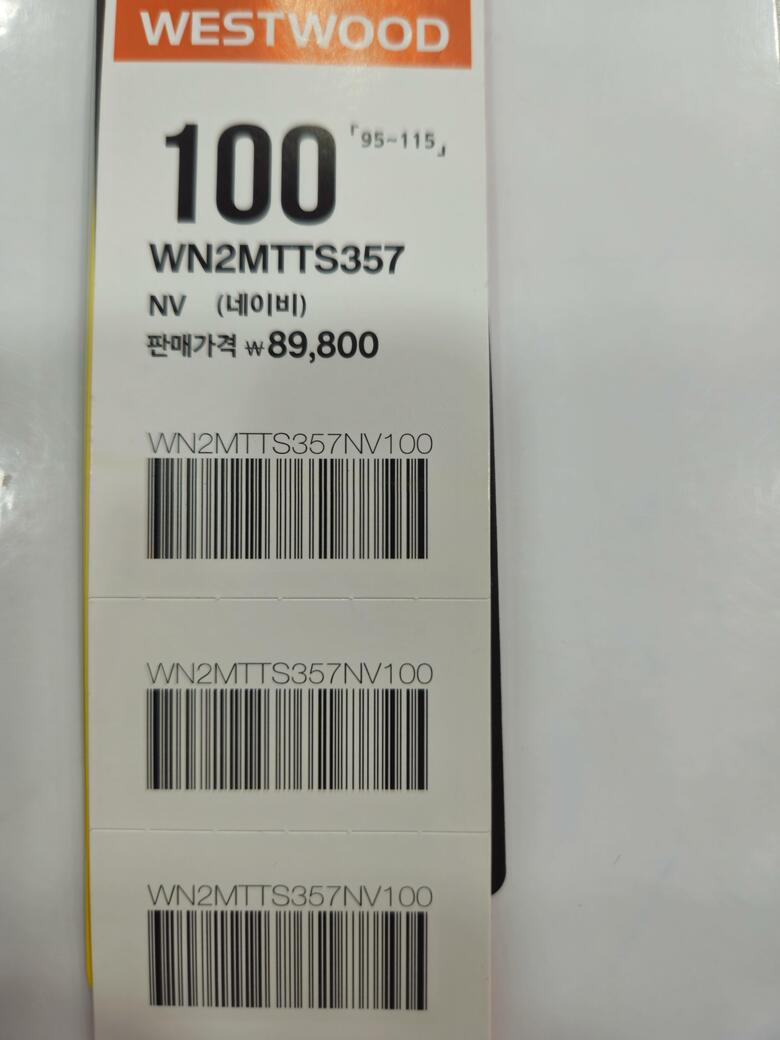 WESTWOOD
100 「95~115」
WN2MTTS357
NV (네이비)
판매가격 ₩89,800
WN2MTTS357NV100
WN2MTTS357NV100
WN2MTTS357NV100